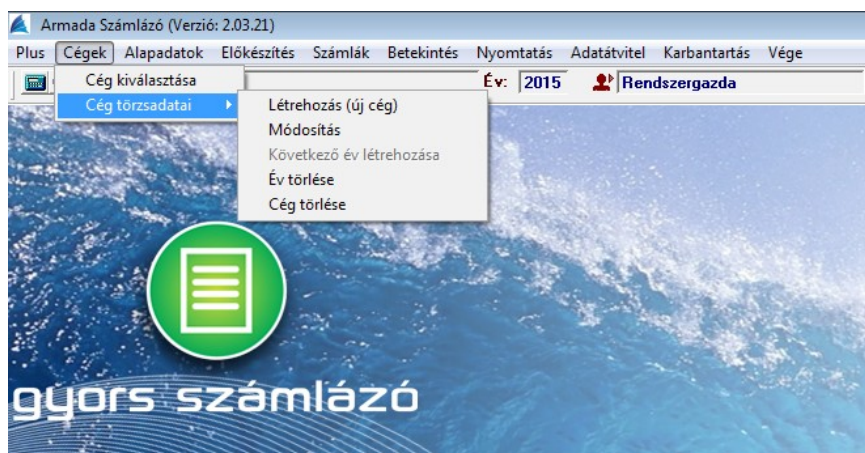 Armada Számlázó (Verzió: 2.03.21)
Plus Cégek Alapadatok Előkészítés Számlák Betekintés Nyomtatás Adatátvitel Karbantartás Vége
Cég kiválasztása Év: 2015 Rendszergazda
Cég törzsadatai Létrehozás (új cég)
Módosítás
Következő év létrehozása
Év törlése
Cég törlése
gyors számlázó